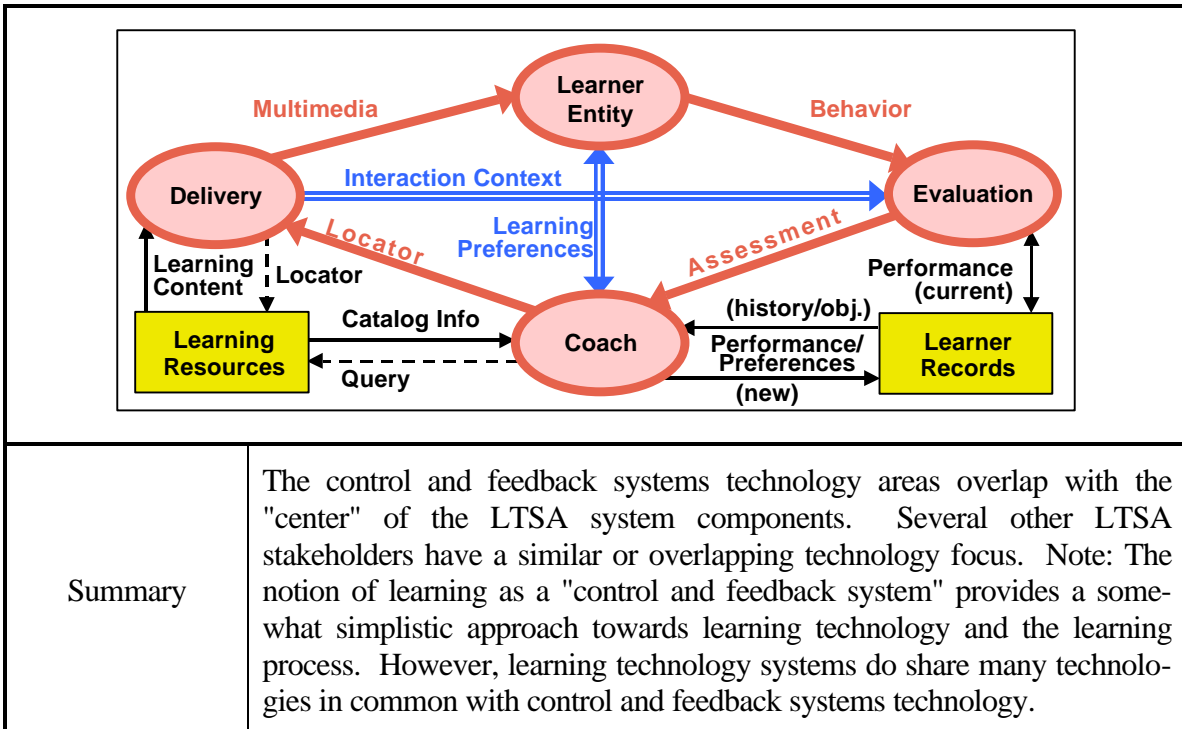 Learner
Entity
Multimedia
Behavior
Delivery
Interaction Context
Evaluation
Learning
Preferences
Locator
Assessment
Learning
Content
Locator
Performance
(current)
Learning
Resources
Catalog Info
Query
Coach
(history/obj.)
Performance/
Preferences
(new)
Learner
Records
Summary
The control and feedback systems technology areas overlap with the
"center" of the LTSA system components. Several other LTSA
stakeholders have a similar or overlapping technology focus. Note: The
notion of learning as a "control and feedback system" provides a some-
what simplistic approach towards learning technology and the learning
process. However, learning technology systems do share many technolo-
gies in common with control and feedback systems technology.